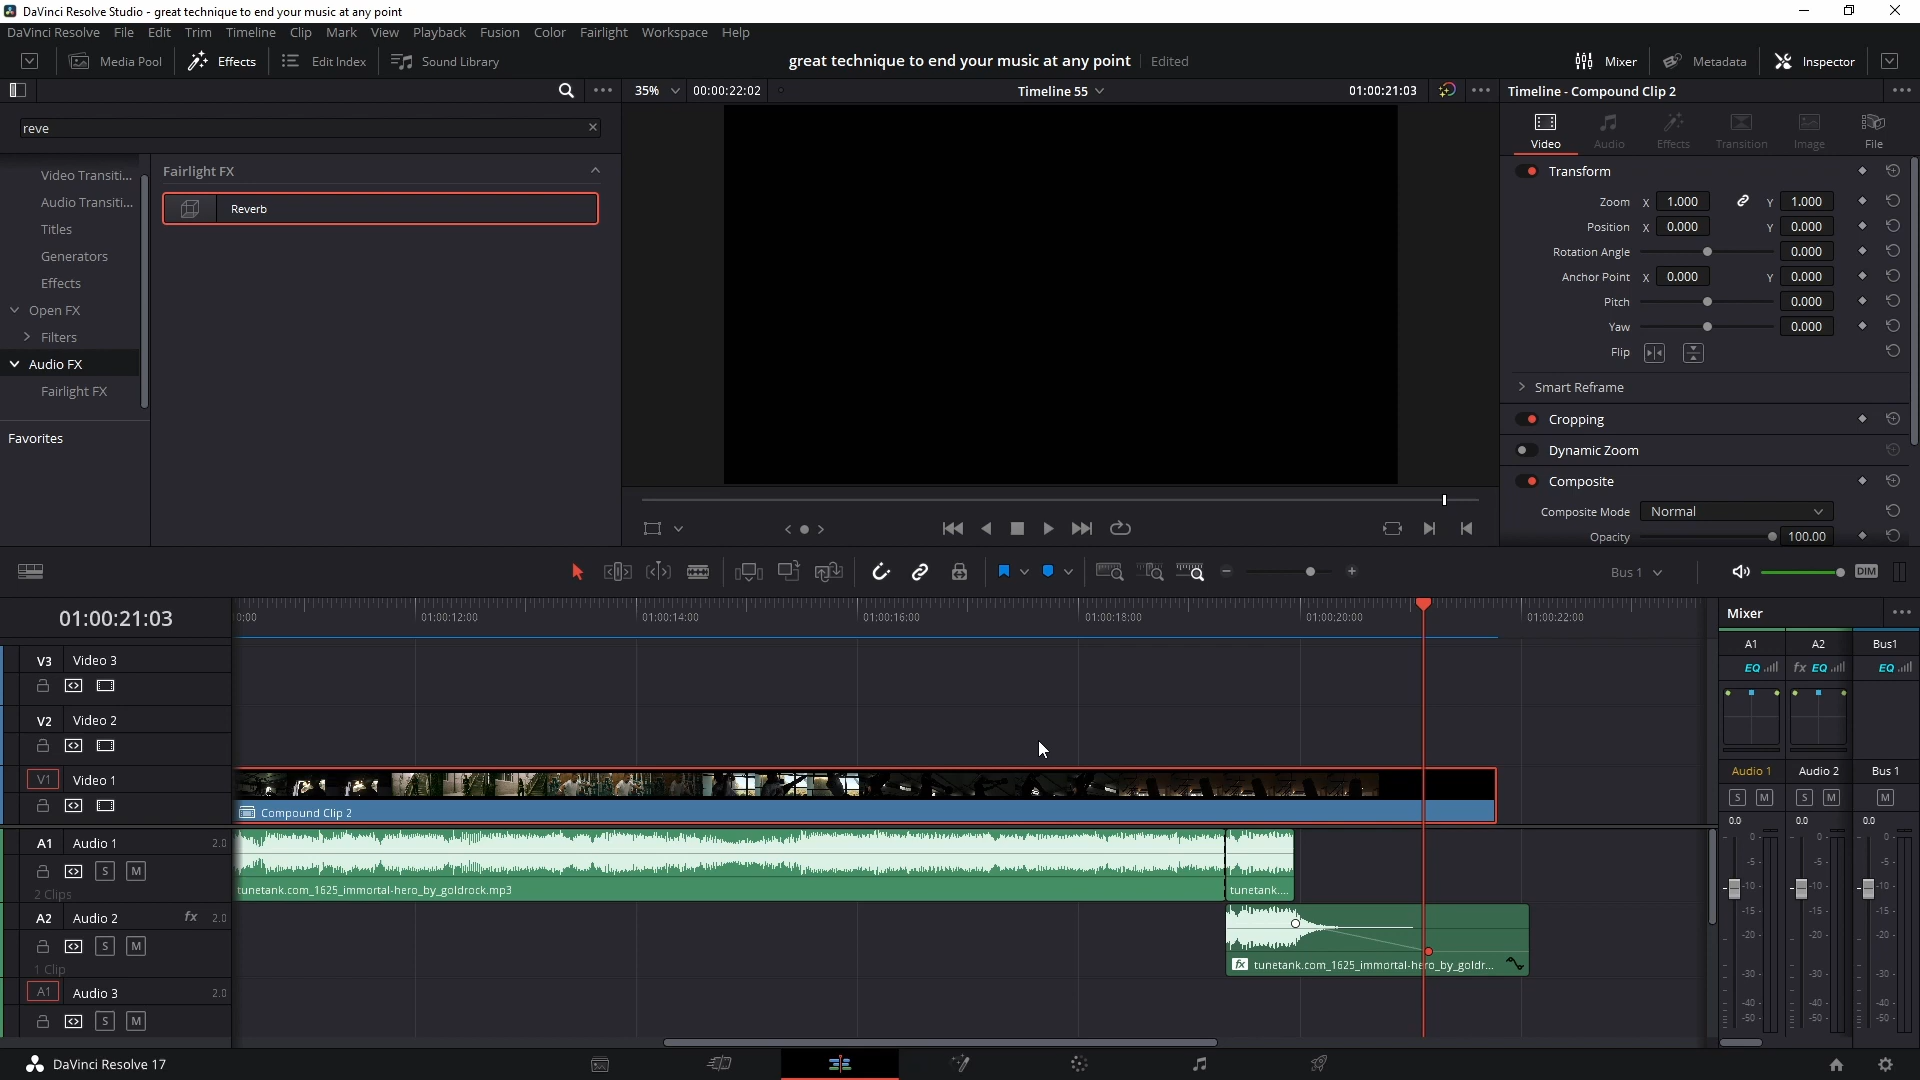 DaVinci Resolve Studio - great technique to end your music at any point
DaVinci Resolve File Edit Trim Timeline Clip Mark View Playback Fusion Color Fairlight Workspace Help
Media Pool Effects Edit Index Sound Library great technique to end your music at any point Edited Mixer Metadata Inspector
35% 00:00:22:02 Timeline 55 01:00:21:03 Timeline - Compound Clip 2
reve
Video Audio Effects Transition Image File
Video Transiti...
Audio Transiti...
Titles
Generators
Effects
Open FX
Filters
Audio FX
Fairlight FX
Favorites
Fairlight FX
Reverb
Transform
Zoom X 1.000 Y 1.000
Position X 0.000 Y 0.000
Rotation Angle 0.000
Anchor Point X 0.000 Y 0.000
Pitch 0.000
Yaw 0.000
Flip
Smart Reframe
Cropping
Dynamic Zoom
Composite
Composite Mode Normal
Opacity 100.00
Bus 1 DIM
01:00:21:03 0:00 01:00:12:00 01:00:14:00 01:00:16:00 01:00:18:00 01:00:20:00 01:00:22:00
V3 Video 3
V2 Video 2
V1 Video 1
Compound Clip 2
A1 Audio 1 2.0
S M
2 Clips
tunetank.com_1625_immortal-hero_by_goldrock.mp3 tunetank....
A2 Audio 2 fx 2.0
S M
1 Clip
fx tunetank.com_1625_immortal-hero_by_goldr...
A1 Audio 3 2.0
S M
Mixer
A1 A2 Bus1
EQ fx EQ EQ
Audio 1 Audio 2 Bus 1
S M S M M
0.0 0.0 0.0
0- 0- 0-
-5- -5- -5-
-10- -10- -10-
-15- -15- -15-
-20- -20- -20-
-30- -30- -30-
-40- -40- -40-
-50- -50- -50-
DaVinci Resolve 17